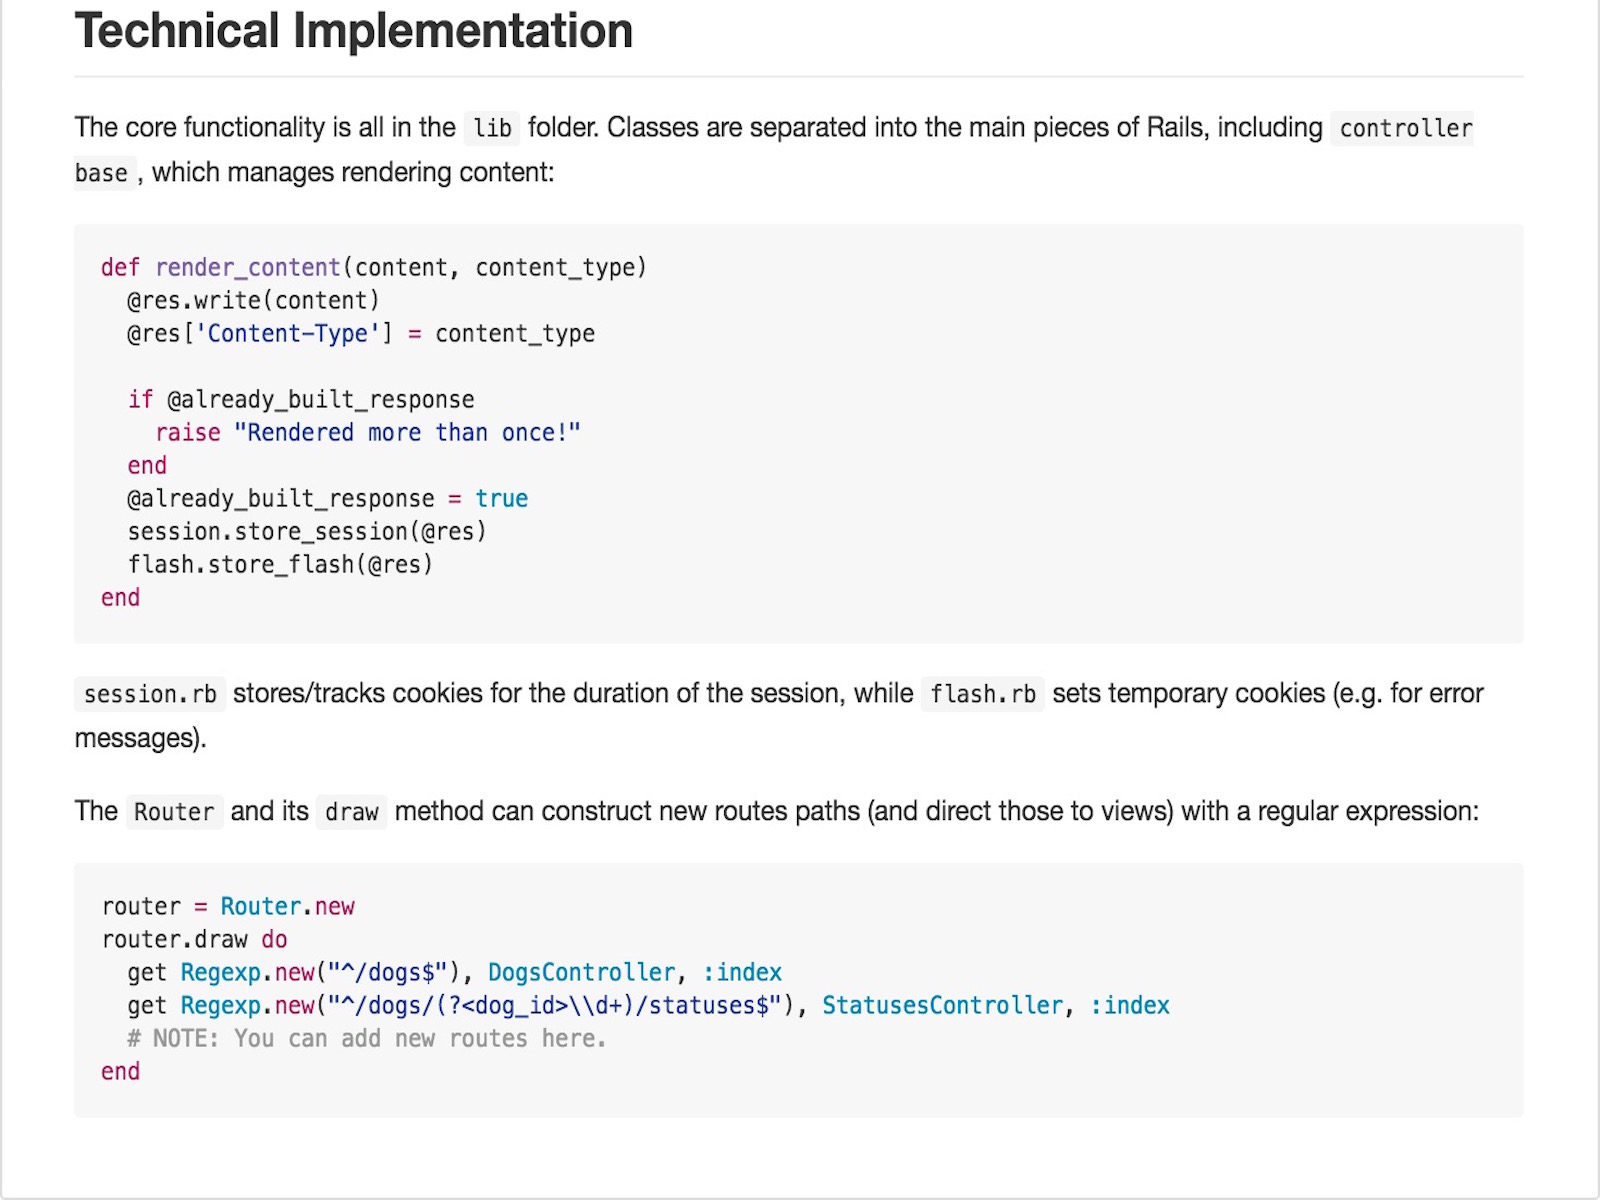 Technical Implementation
The core functionality is all in the lib folder. Classes are separated into the main pieces of Rails, including controller
base , which manages rendering content:
def render_content(content, content_type)
  @res.write(content)
  @res['Content-Type'] = content_type
  if @already_built_response
    raise "Rendered more than once!"
  end
  @already_built_response = true
  session.store_session(@res)
  flash.store_flash(@res)
end
session.rb stores/tracks cookies for the duration of the session, while flash.rb sets temporary cookies (e.g. for error
messages).
The Router and its draw method can construct new routes paths (and direct those to views) with a regular expression:
router = Router.new
router.draw do
  get Regexp.new("^/dogs$"), DogsController, :index
  get Regexp.new("^/dogs/(?<dog_id>\\d+)/statuses$"), StatusesController, :index
  # NOTE: You can add new routes here.
end